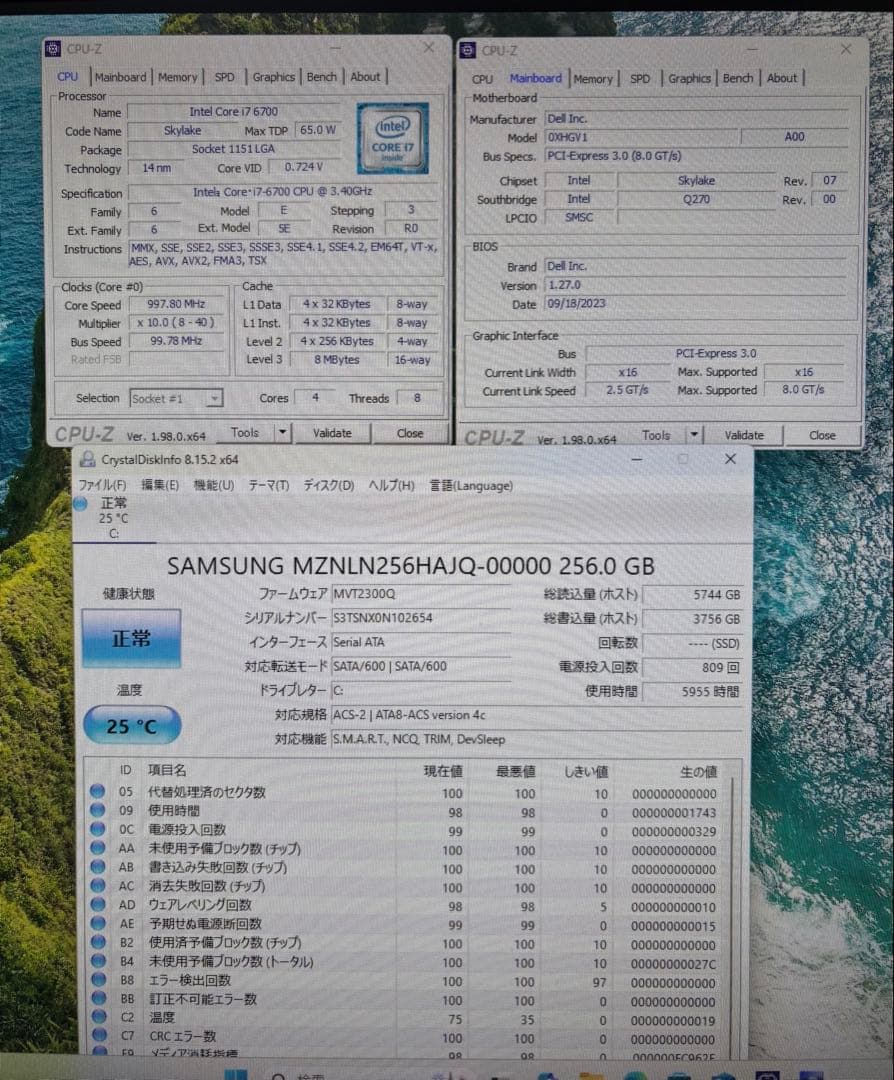 CPU-Z
CPU Mainboard Memory SPD Graphics Bench About
Processor
Name Intel Core i7 6700
Code Name Skylake Max TDP 65.0 W
Package Socket 1151 LGA
Technology 14 nm Core VID 0.724 V
intel
CORE i7
inside
Specification Intel® Core™ i7-6700 CPU @ 3.40GHz
Family 6 Model E Stepping 3
Ext. Family 6 Ext. Model 5E Revision R0
Instructions MMX, SSE, SSE2, SSE3, SSSE3, SSE4.1, SSE4.2, EM64T, VT-x,
AES, AVX, AVX2, FMA3, TSX
Clocks (Core #0)
Core Speed 997.80 MHz
Multiplier x 10.0 ( 8 - 40 )
Bus Speed 99.78 MHz
Rated FSB
Cache
L1 Data 4 x 32 KBytes 8-way
L1 Inst. 4 x 32 KBytes 8-way
Level 2 4 x 256 KBytes 4-way
Level 3 8 MBytes 16-way
Selection Socket #1 Cores 4 Threads 8
CPU-Z Ver. 1.98.0.x64 Tools Validate Close
CPU-Z
CPU Mainboard Memory SPD Graphics Bench About
Motherboard
Manufacturer Dell Inc.
Model 0XHGV1 A00
Bus Specs. PCI-Express 3.0 (8.0 GT/s)
Chipset Intel Skylake Rev. 07
Southbridge Intel Q270 Rev. 00
LPCIO SMSC
BIOS
Brand Dell Inc.
Version 1.27.0
Date 09/18/2023
Graphic Interface
Bus PCI-Express 3.0
Current Link Width x16 Max. Supported x16
Current Link Speed 2.5 GT/s Max. Supported 8.0 GT/s
CPU-Z Ver. 1.98.0.x64 Tools Validate Close
CrystalDiskInfo 8.15.2 x64
ファイル(F) 編集(E) 機能(U) テーマ(T) ディスク(D) ヘルプ(H) 言語(Language)
正常
25 °C
C:
SAMSUNG MZNLN256HAJQ-00000 256.0 GB
健康状態
正常
温度
25 °C
ファームウェア MVT2300Q
シリアルナンバー S3TSNX0N102654
インターフェース Serial ATA
対応転送モード SATA/600 | SATA/600
ドライブレター C:
対応規格 ACS-2 | ATA8-ACS version 4c
対応機能 S.M.A.R.T., NCQ, TRIM, DevSleep
総読込量 (ホスト) 5744 GB
総書込量 (ホスト) 3756 GB
回転数 ---- (SSD)
電源投入回数 809 回
使用時間 5955 時間
ID 項目名 現在値 最悪値 しきい値 生の値
05 代替処理済のセクタ数 100 100 10 000000000000
09 使用時間 98 98 0 000000001743
0C 電源投入回数 99 99 0 000000000329
AA 未使用予備ブロック数 (チップ) 100 100 10 000000000000
AB 書き込み失敗回数 (チップ) 100 100 10 000000000000
AC 消去失敗回数 (チップ) 100 100 10 000000000000
AD ウェアレベリング回数 98 98 5 000000000010
AE 予期せぬ電源断回数 99 99 0 000000000015
B2 使用済予備ブロック数 (チップ) 100 100 10 000000000000
B4 未使用予備ブロック数 (トータル) 100 100 10 00000000027C
B8 エラー検出回数 100 100 97 000000000000
BB 訂正不可能エラー数 100 100 0 000000000000
C2 温度 75 35 0 000000000019
C7 CRC エラー数 100 100 0 000000000000
E9 メディア消耗指標 98 98 0
検索